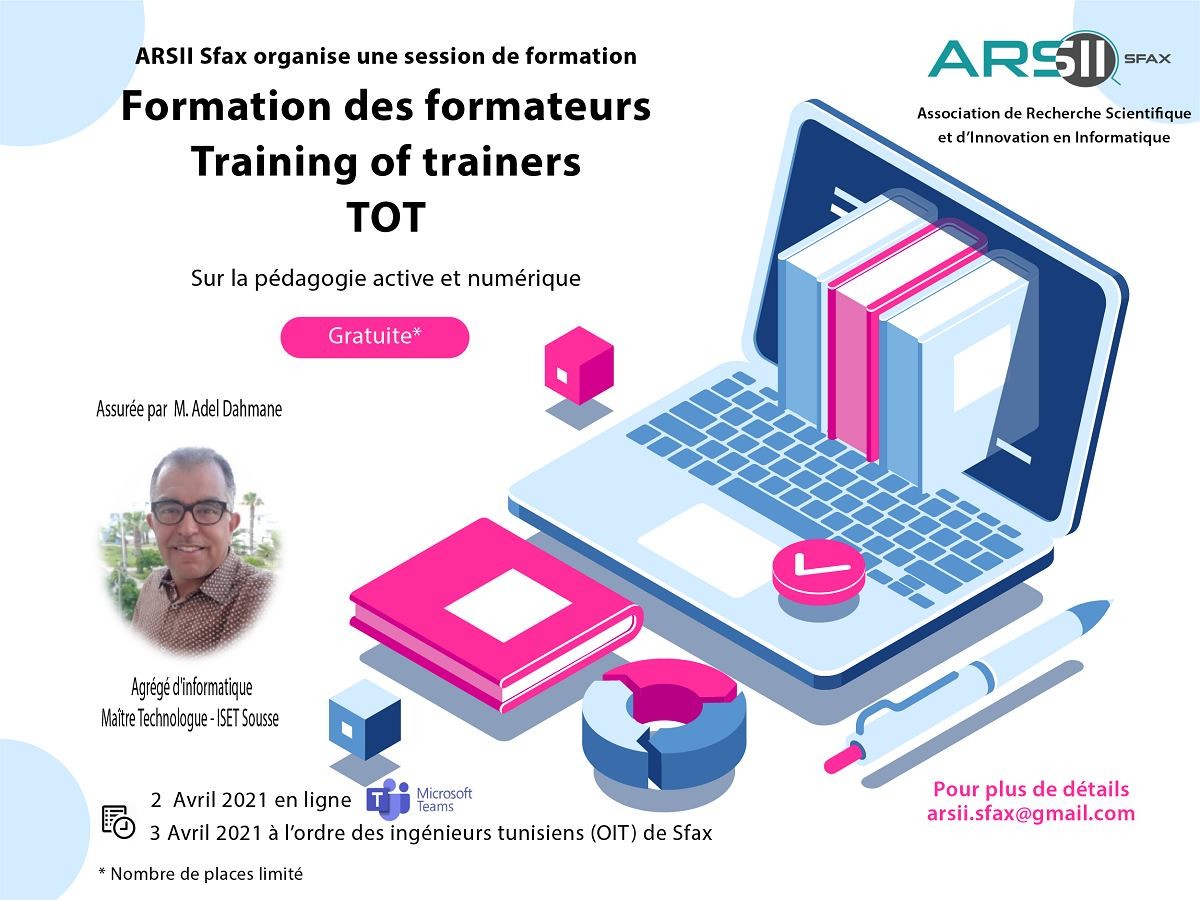 ARSII Sfax organise une session de formation
Formation des formateurs
Training of trainers
TOT
Sur la pédagogie active et numérique
Gratuite*
ARSII SFAX
Association de Recherche Scientifique
et d’Innovation en Informatique
Assurée par M. Adel Dahmane
Agrégé d'informatique
Maître Technologue - ISET Sousse
2 Avril 2021 en ligne
T
Microsoft
Teams
3 Avril 2021 à l’ordre des ingénieurs tunisiens (OIT) de Sfax
* Nombre de places limité
Pour plus de détails
arsii.sfax@gmail.com